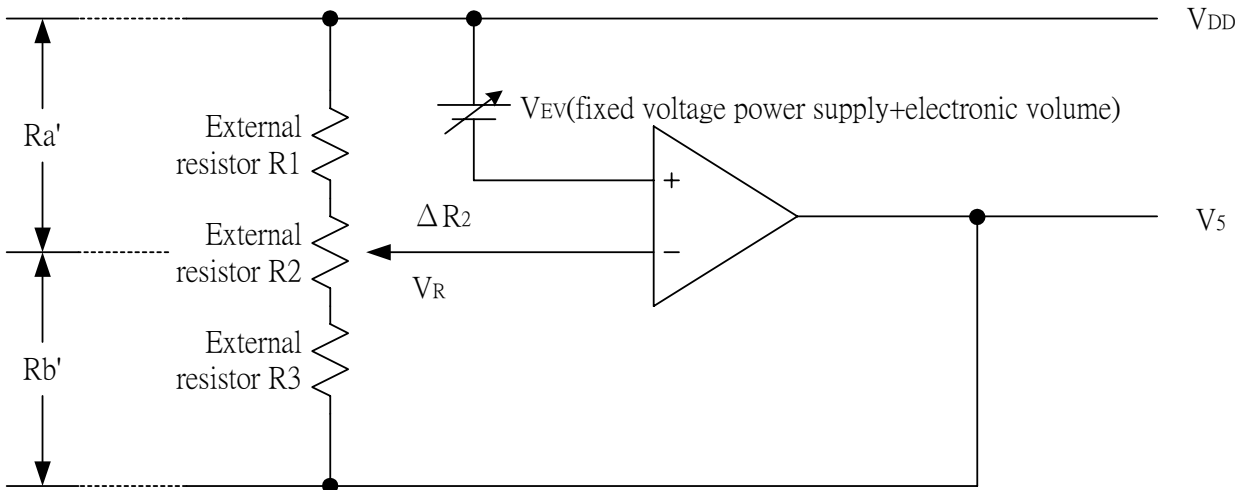 VDD
VEV(fixed voltage power supply+electronic volume)
Ra'
External
resistor R1
+
ΔR2
V5
External
resistor R2
−
VR
External
resistor R3
Rb'